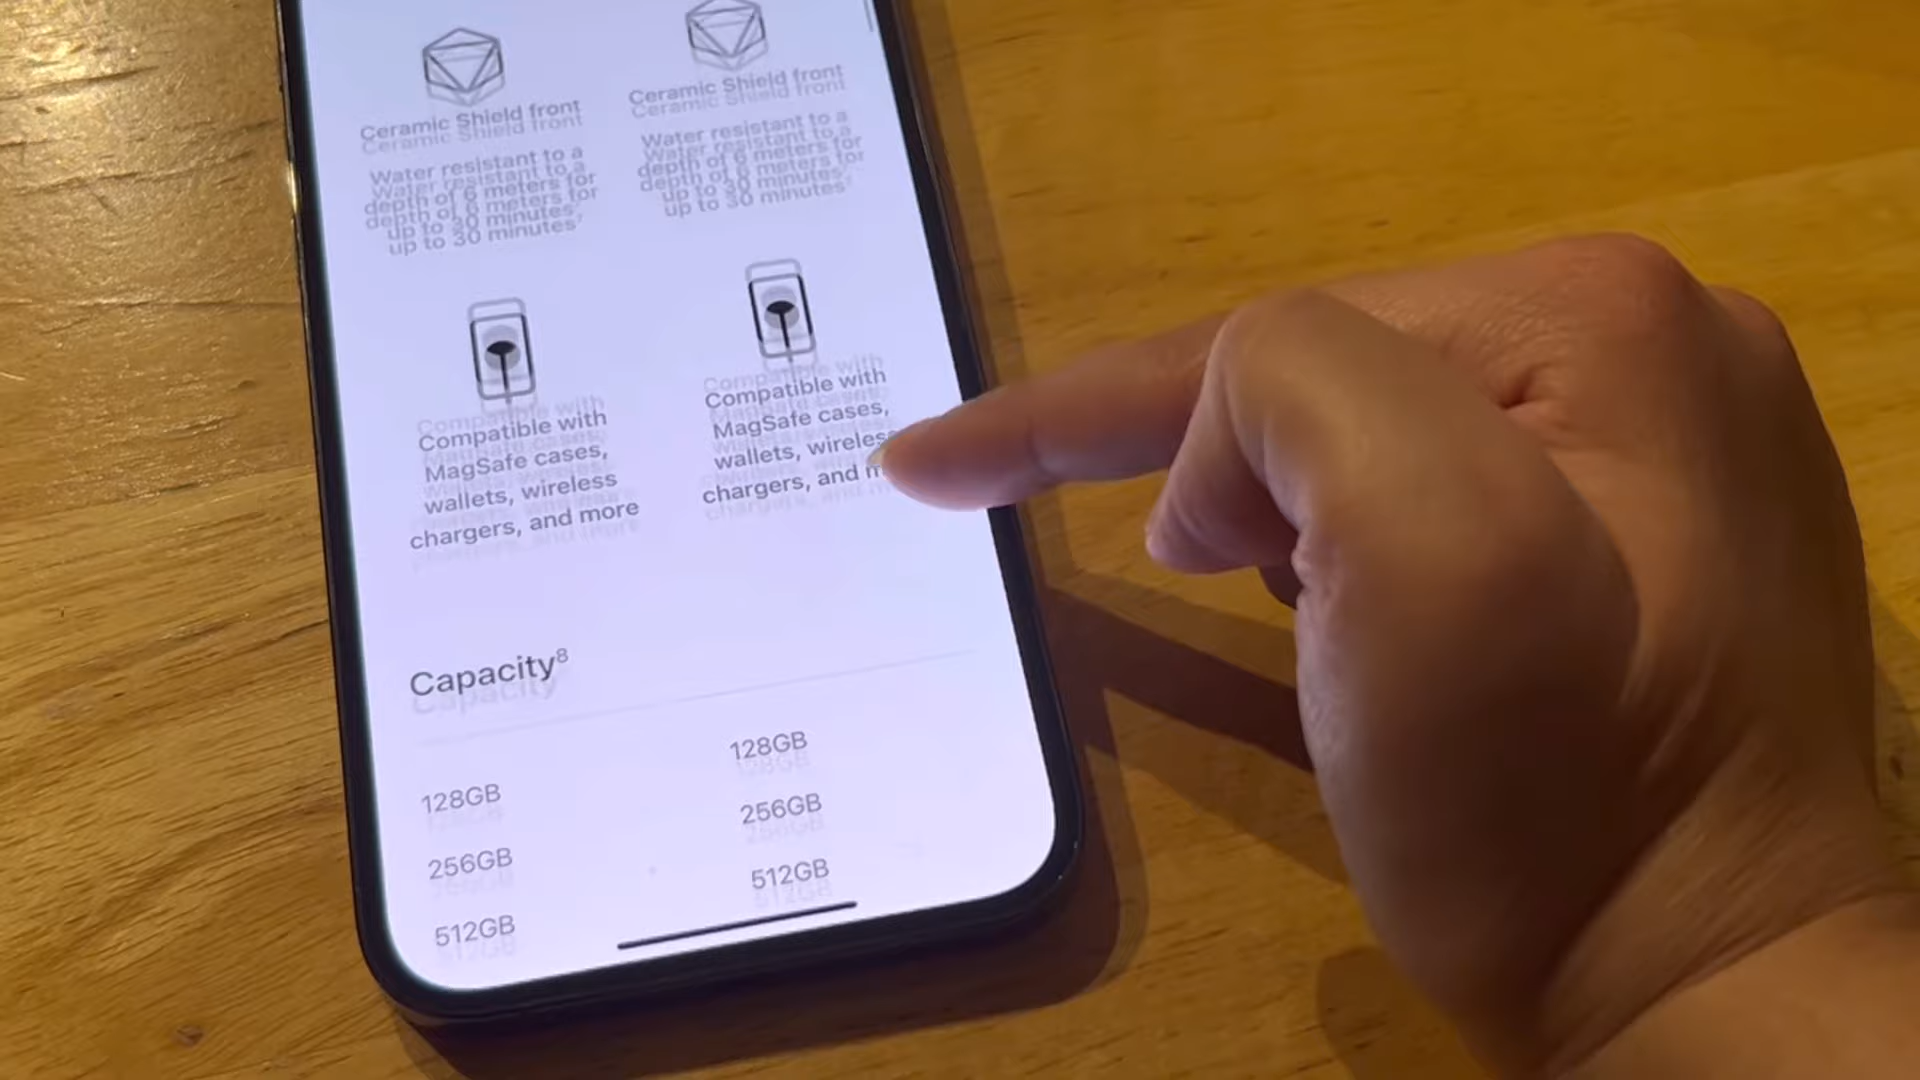 Ceramic Shield front
Water resistant to a
depth of 6 meters for
up to 30 minutes⁷
Ceramic Shield front
Water resistant to a
depth of 6 meters for
up to 30 minutes⁷
Compatible with
MagSafe cases,
wallets, wireless
chargers, and more
Compatible with
MagSafe cases,
wallets, wireless
chargers, and m
Capacity⁸
128GB
256GB
512GB
128GB
256GB
512GB